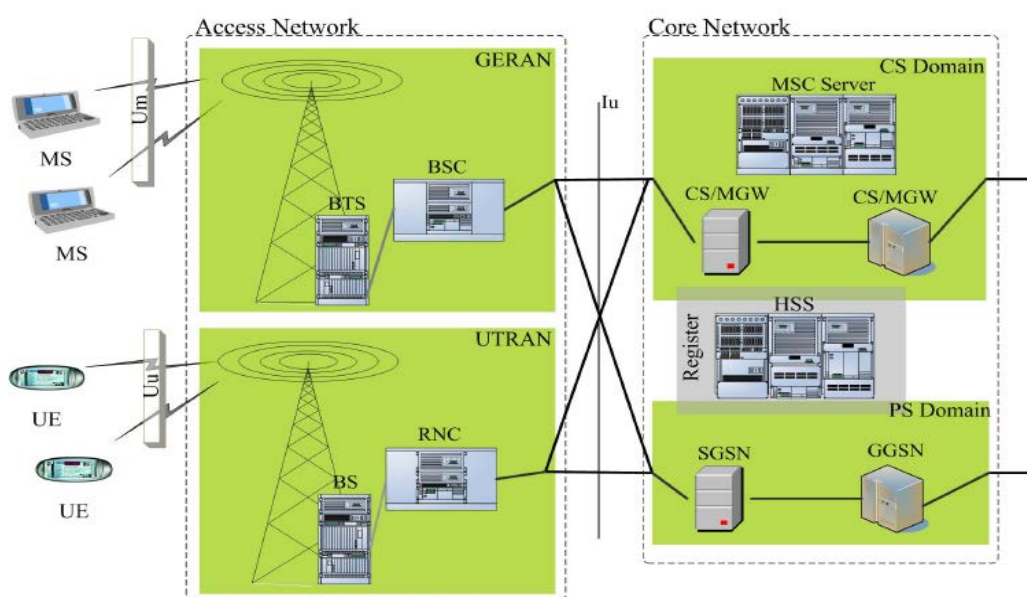 Access Network
Core Network
GERAN
CS Domain
MSC Server
Um
Iu
MS
BSC
BTS
CS/MGW
CS/MGW
MS
HSS
Register
UTRAN
Uu
PS Domain
UE
RNC
SGSN
GGSN
BS
UE